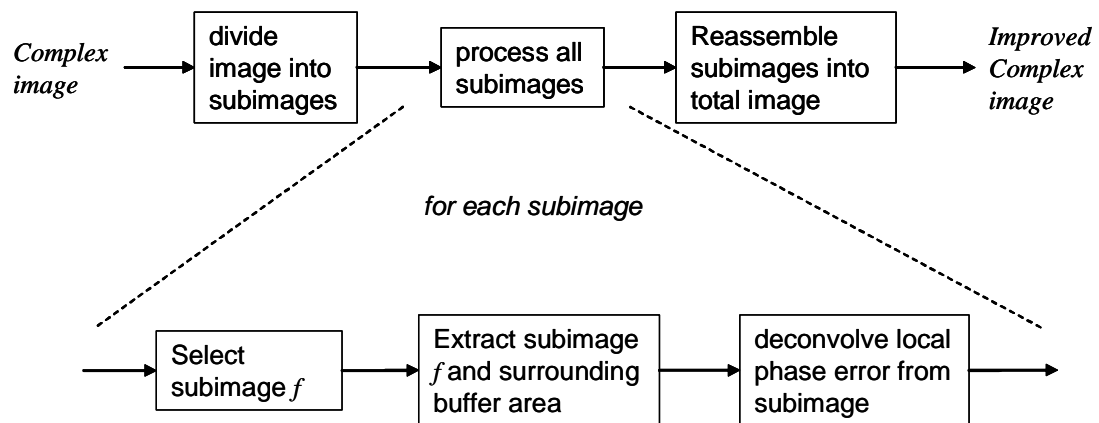 Complex
image
divide
image into
subimages
process all
subimages
Reassemble
subimages into
total image
Improved
Complex
image
for each subimage
Select
subimage f
Extract subimage
f and surrounding
buffer area
deconvolve local
phase error from
subimage